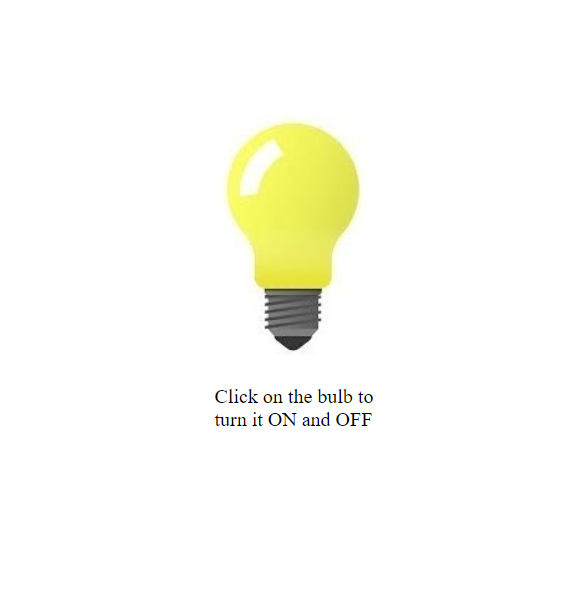 Click on the bulb to
turn it ON and OFF